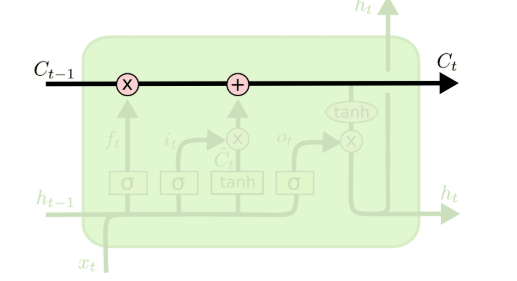 h_t
C_{t-1} x + C_t
tanh
f_t i_t x o_t x
C̃_t
σ σ tanh σ
h_{t-1} h_t
x_t